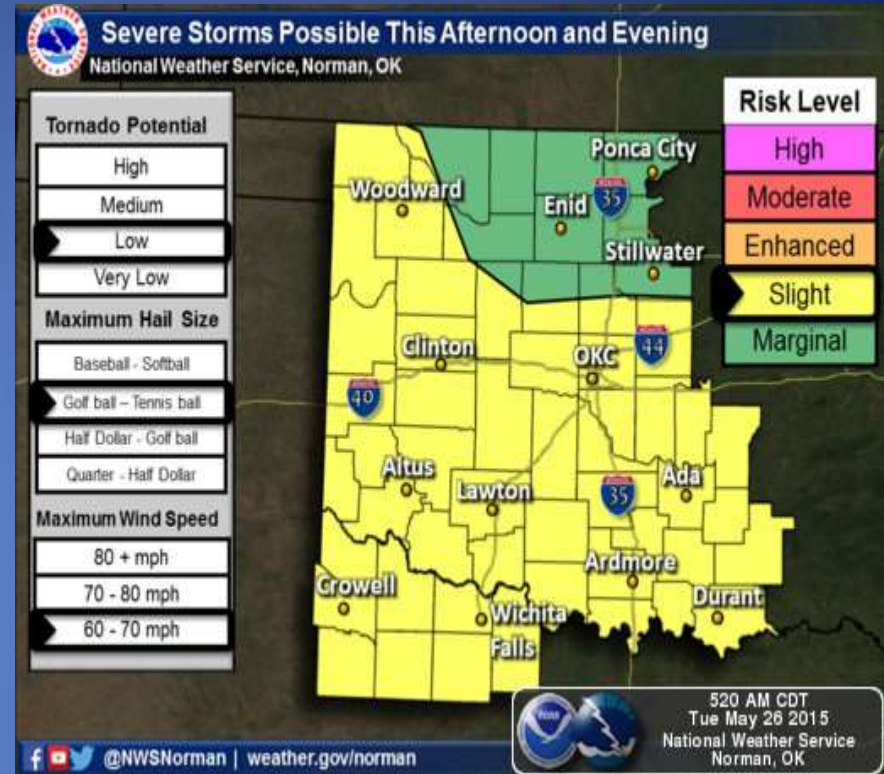 Severe Storms Possible This Afternoon and Evening
National Weather Service, Norman, OK
Tornado Potential
High
Medium
Low
Very Low
Maximum Hail Size
Baseball - Softball
Golf ball – Tennis ball
Half Dollar - Golf ball
Quarter - Half Dollar
Maximum Wind Speed
80 + mph
70 - 80 mph
60 - 70 mph
Risk Level
High
Moderate
Enhanced
Slight
Marginal
Ponca City
Woodward
Enid
35
Stillwater
Clinton
OKC
44
40
Altus
Lawton
35
Ada
Ardmore
Crowell
Durant
Wichita
Falls
520 AM CDT
Tue May 26 2015
National Weather Service
Norman, OK
@NWSNorman | weather.gov/norman